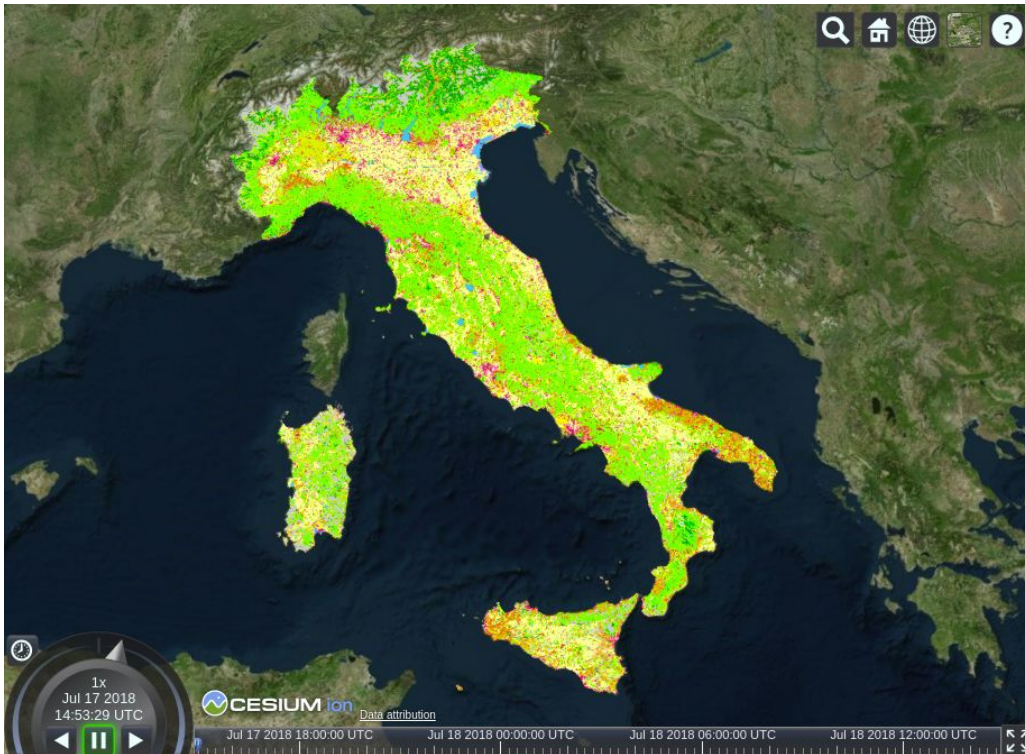 ?
1x
Jul 17 2018
14:53:29 UTC
CESIUM ion
Data attribution
Jul 17 2018 18:00:00 UTC
Jul 18 2018 00:00:00 UTC
Jul 18 2018 06:00:00 UTC
Jul 18 2018 12:00:00 UTC